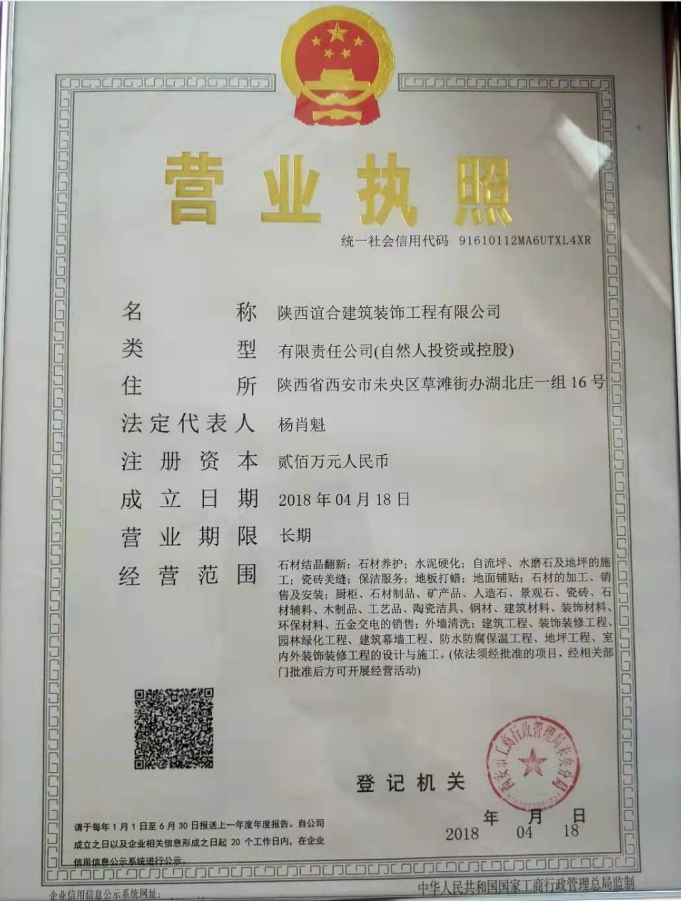 营业执照
统一社会信用代码 91610112MA6UTXL4XR
名称 陕西谊合建筑装饰工程有限公司
类型 有限责任公司(自然人投资或控股)
住所 陕西省西安市未央区草滩街办湖北庄一组16号
法定代表人 杨肖魁
注册资本 贰佰万元人民币
成立日期 2018年04月18日
营业期限 长期
经营范围 石材结晶翻新；石材养护；水泥硬化；自流坪、水磨石及地坪的施
工；瓷砖美缝；保洁服务；地板打蜡；地面铺贴；石材的加工、销
售及安装；厨柜、石材制品、矿产品、人造石、景观石、瓷砖、石
材辅料、木制品、工艺品、陶瓷洁具、钢材、建筑材料、装饰材料、
环保材料、五金交电的销售；外墙清洗；建筑工程、装饰装修工程、
园林绿化工程、建筑幕墙工程、防水防腐保温工程、地坪工程、室
内外装饰装修工程的设计与施工。(依法须经批准的项目，经相关部
门批准后方可开展经营活动)
西安市工商行政管理局未央分局
登记机关
年 月 日
2018 04 18
请于每年1月1日至6月30日报送上一年度年度报告。自公司
成立之日以及企业相关信息形成之日起20个工作日内，在企业
信用信息公示系统进行公示。
企业信用信息公示系统网址：
中华人民共和国国家工商行政管理总局监制